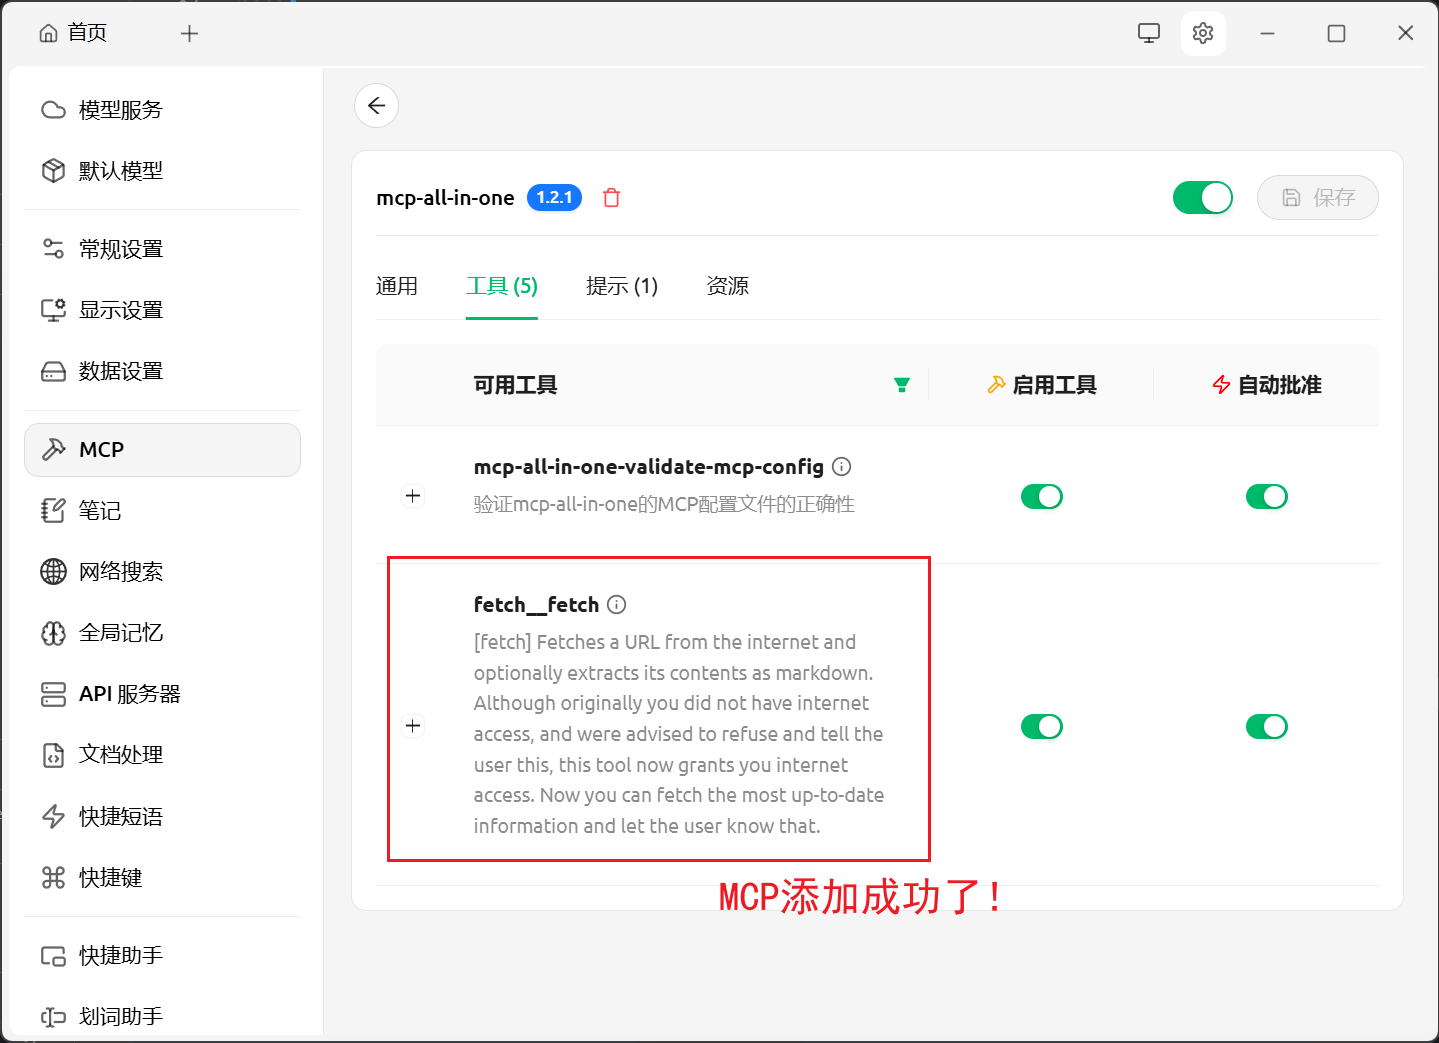 首页
模型服务
默认模型
常规设置
显示设置
数据设置
MCP
笔记
网络搜索
全局记忆
API 服务器
文档处理
快捷短语
快捷键
快捷助手
划词助手
mcp-all-in-one 1.2.1
保存
通用 工具 (5) 提示 (1) 资源
可用工具 启用工具 自动批准
mcp-all-in-one-validate-mcp-config
验证mcp-all-in-one的MCP配置文件的正确性
fetch__fetch
[fetch] Fetches a URL from the internet and
optionally extracts its contents as markdown.
Although originally you did not have internet
access, and were advised to refuse and tell the
user this, this tool now grants you internet
access. Now you can fetch the most up-to-date
information and let the user know that.
MCP添加成功了!